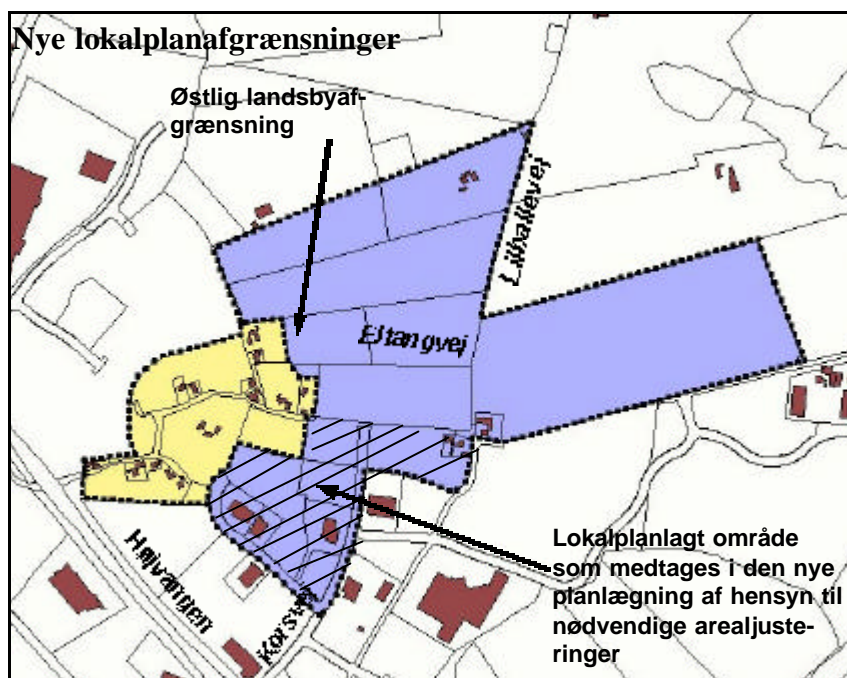 Nye lokalplanafgrænsninger
Østlig landsbyaf-
grænsning
Lilballevej
Eltangvej
Højvangen
Korsvej
Lokalplanlagt område
som medtages i den nye
planlægning af hensyn til
nødvendige arealjuste-
ringer